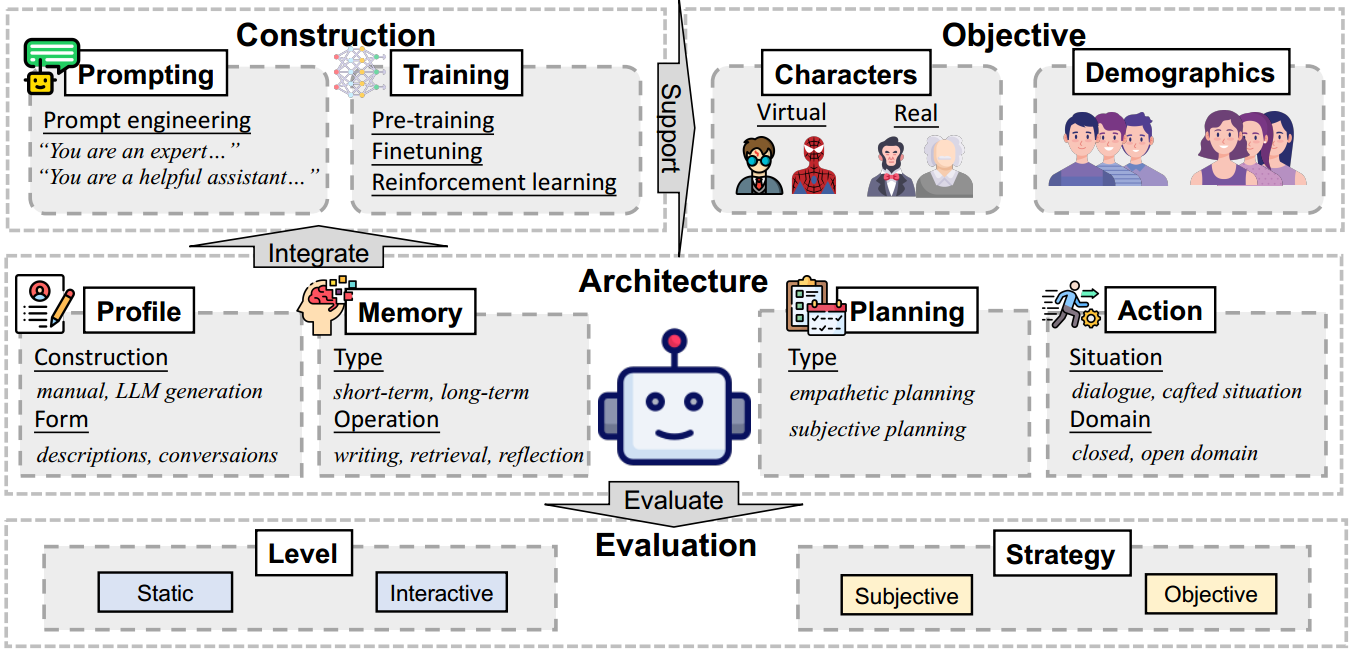 Construction
Prompting
Prompt engineering
“You are an expert…”
“You are a helpful assistant…”
Training
Pre-training
Finetuning
Reinforcement learning
Support
Objective
Characters
Virtual
Real
Demographics
Integrate
Architecture
Profile
Construction
manual, LLM generation
Form
descriptions, conversaions
Memory
Type
short-term, long-term
Operation
writing, retrieval, reflection
Planning
Type
empathetic planning
subjective planning
Action
Situation
dialogue, cafted situation
Domain
closed, open domain
Evaluate
Evaluation
Level
Static
Interactive
Strategy
Subjective
Objective